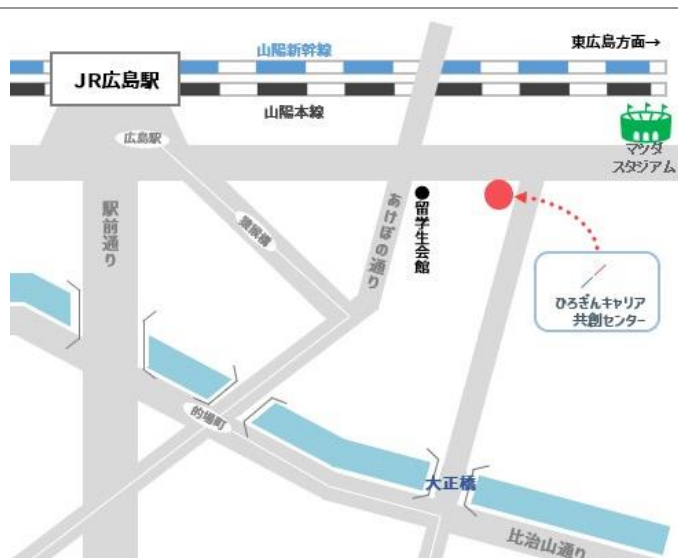 東広島方面→
山陽新幹線
JR広島駅
山陽本線
広島駅
マツダ
スタジアム
駅前通り
猿猴橋
あけぼの通り
●留学生会館
ひろぎんキャリア
共創センター
的場町
大正橋
比治山通り